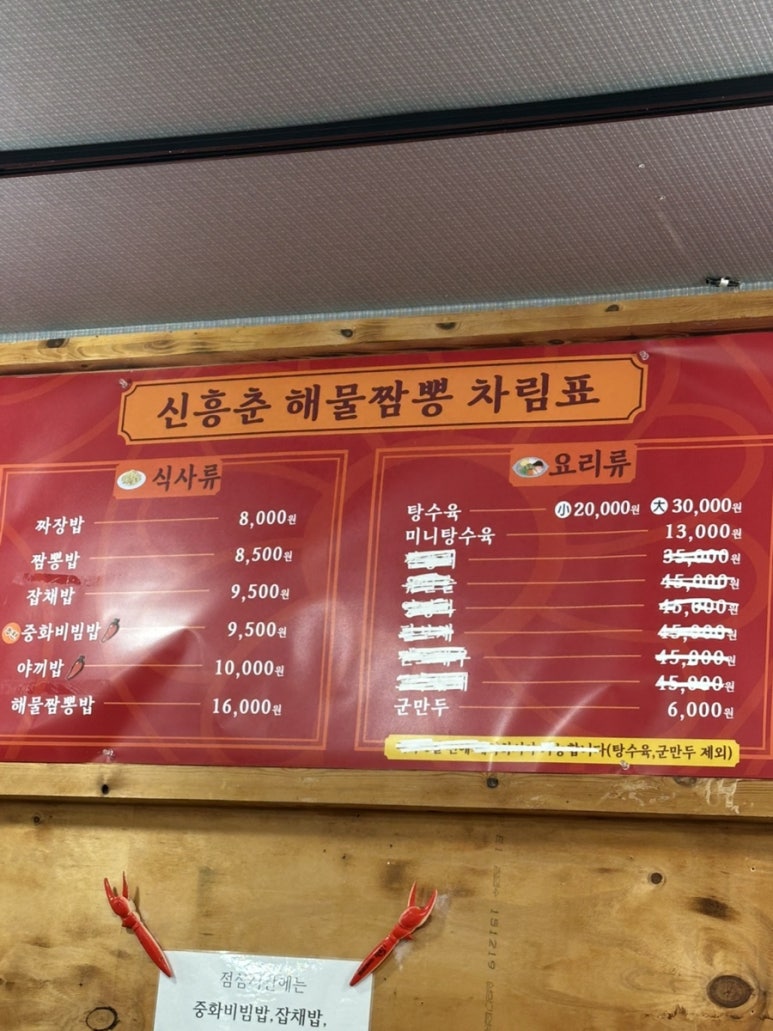 신흥춘 해물짬뽕 차림표
식사류
짜장밥 8,000원
짬뽕밥 8,500원
잡채밥 9,500원
중화비빔밥 9,500원
야끼밥 10,000원
해물짬뽕밥 16,000원
요리류
탕수육 小 20,000원 大 30,000원
미니탕수육 13,000원
35,000원
45,000원
45,000원
45,000원
45,000원
군만두 6,000원
(탕수육,군만두 제외)
151219
점심시간에는
중화비빔밥,잡채밥,